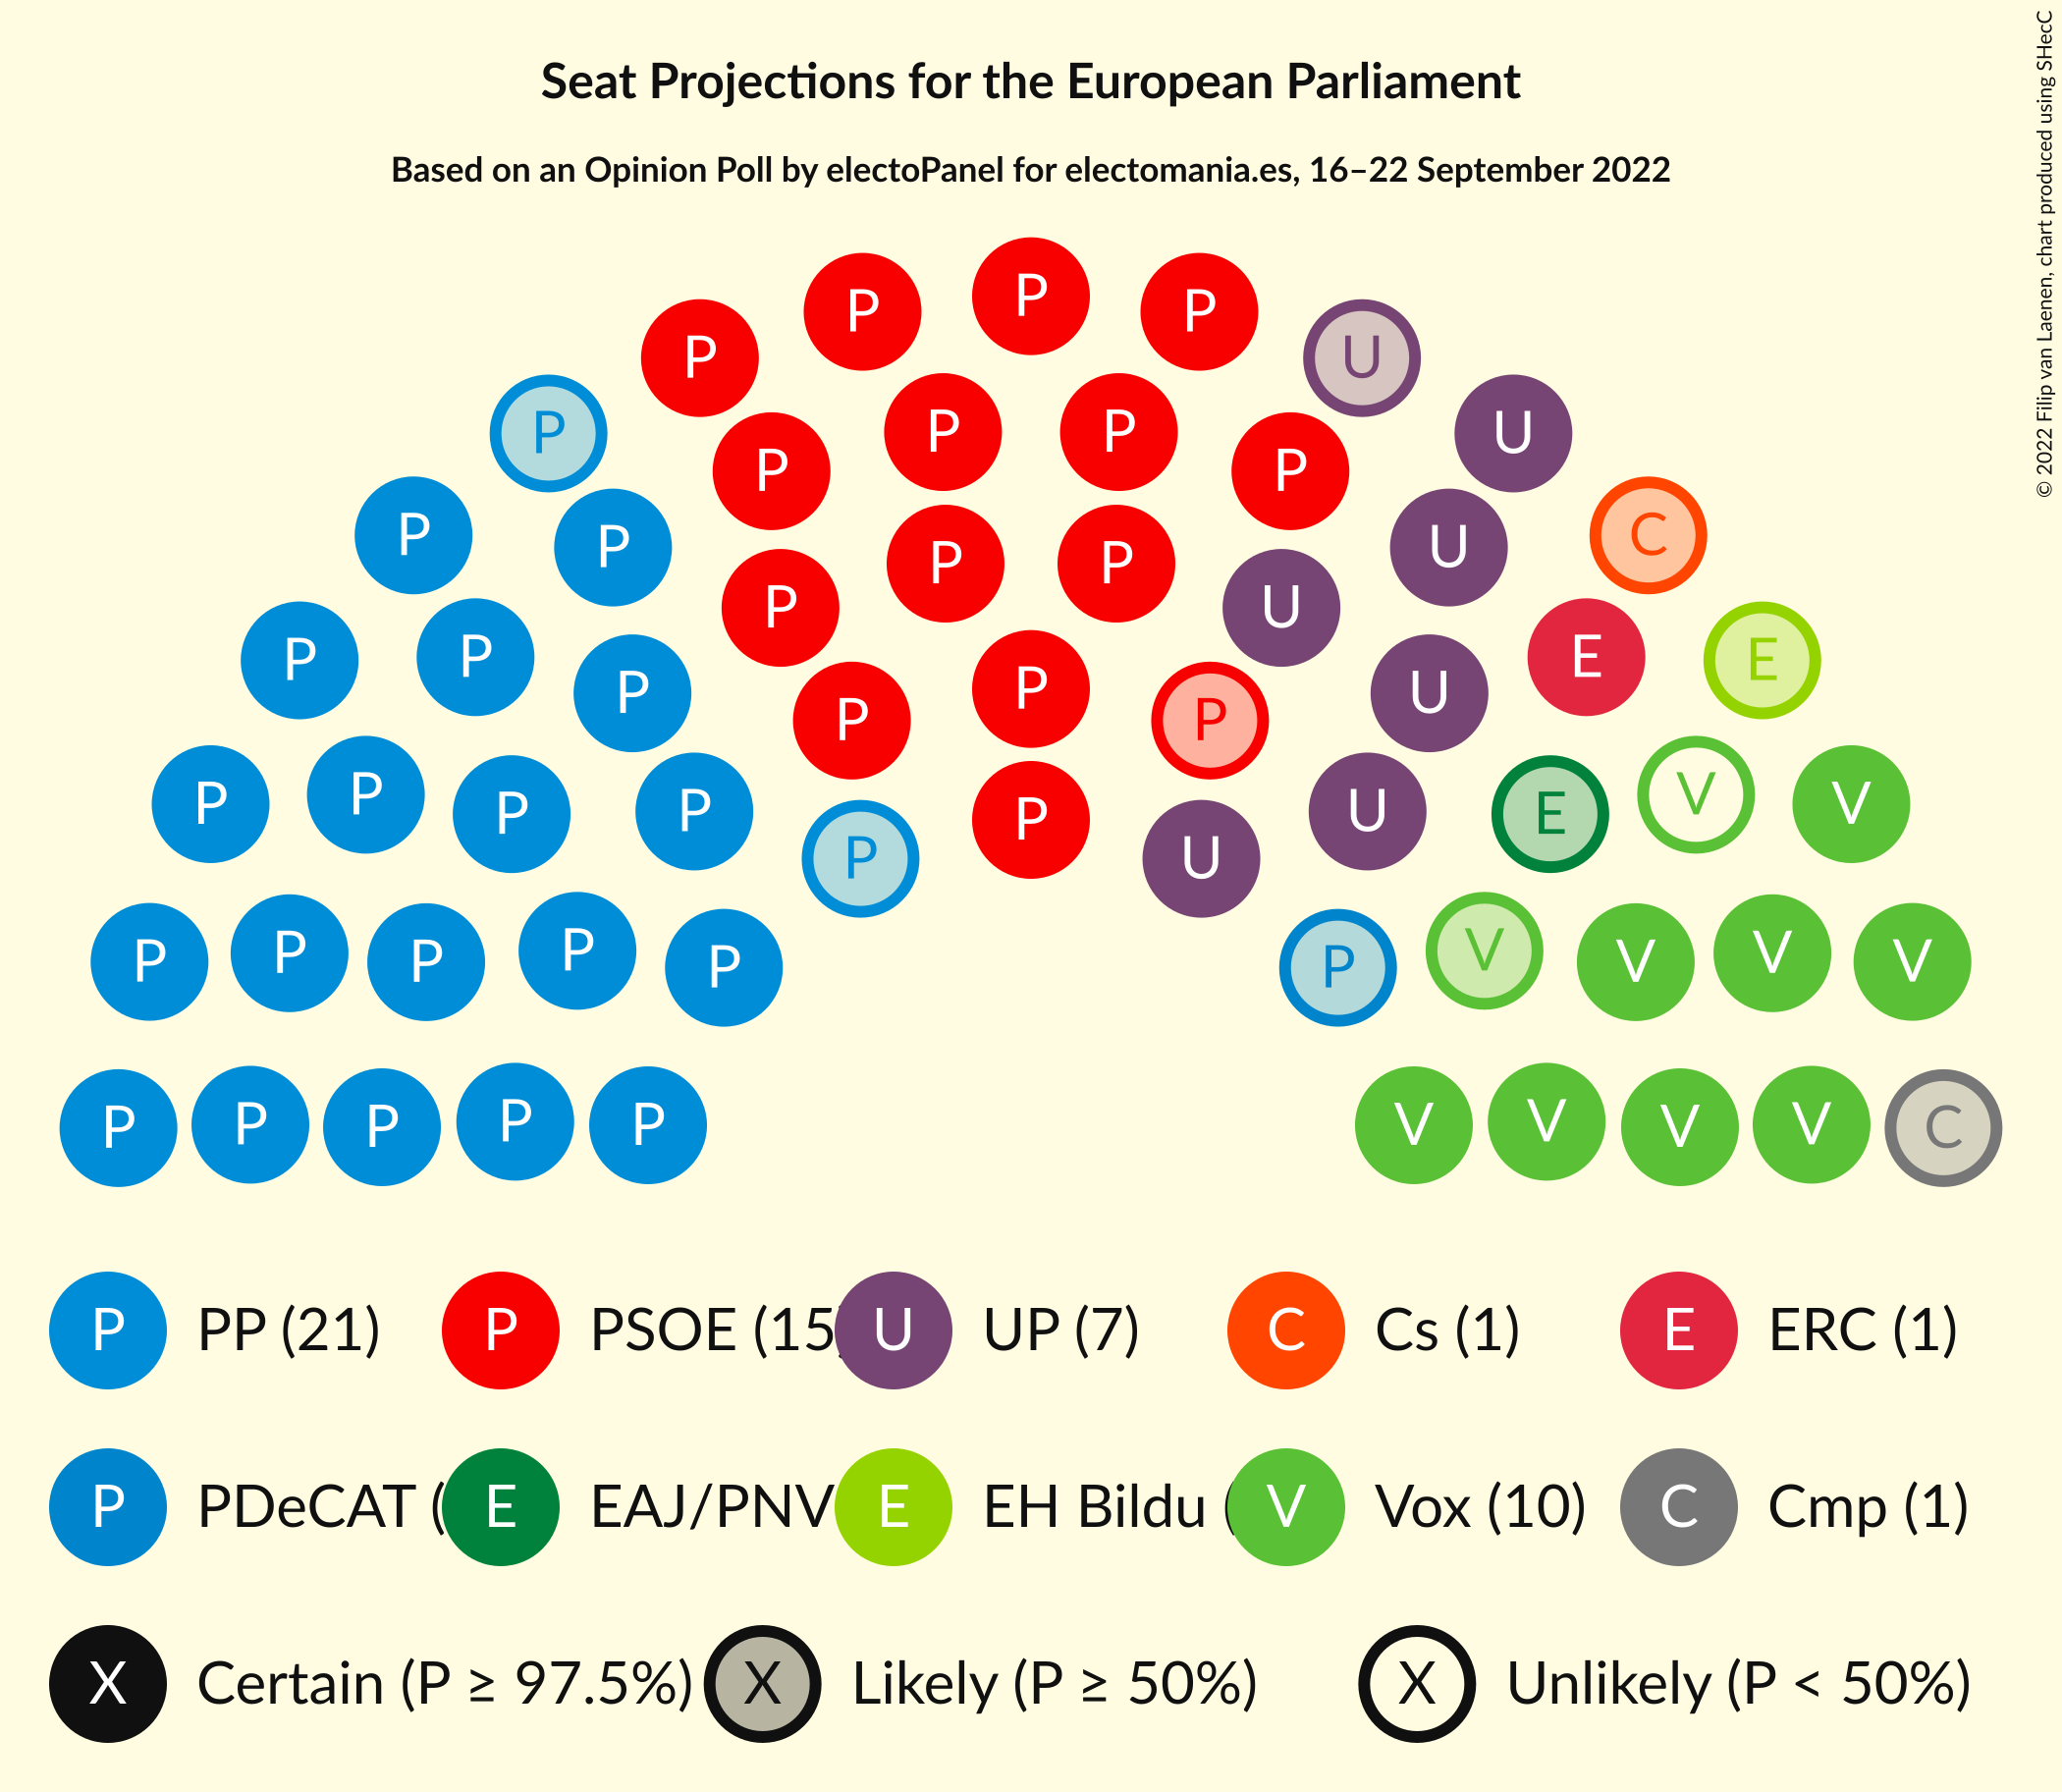 Seat Projections for the European Parliament
Based on an Opinion Poll by electoPanel for electomania.es, 16–22 September 2022
© 2022 Filip van Laenen, chart produced using SHecC
P
P P
P U
P P P U
P P
P C
P U
P P
P U
P P E E
P U
P P P
P P P P P U E V V
P U
P P P P P P V V V V
P P P P P V V V V C
P PP (21) P PSOE (15 U UP (7) C Cs (1) E ERC (1)
P PDeCAT ( E EAJ/PNV E EH Bildu ( V Vox (10) C Cmp (1)
X Certain (P ≥ 97.5%) X Likely (P ≥ 50%) X Unlikely (P < 50%)